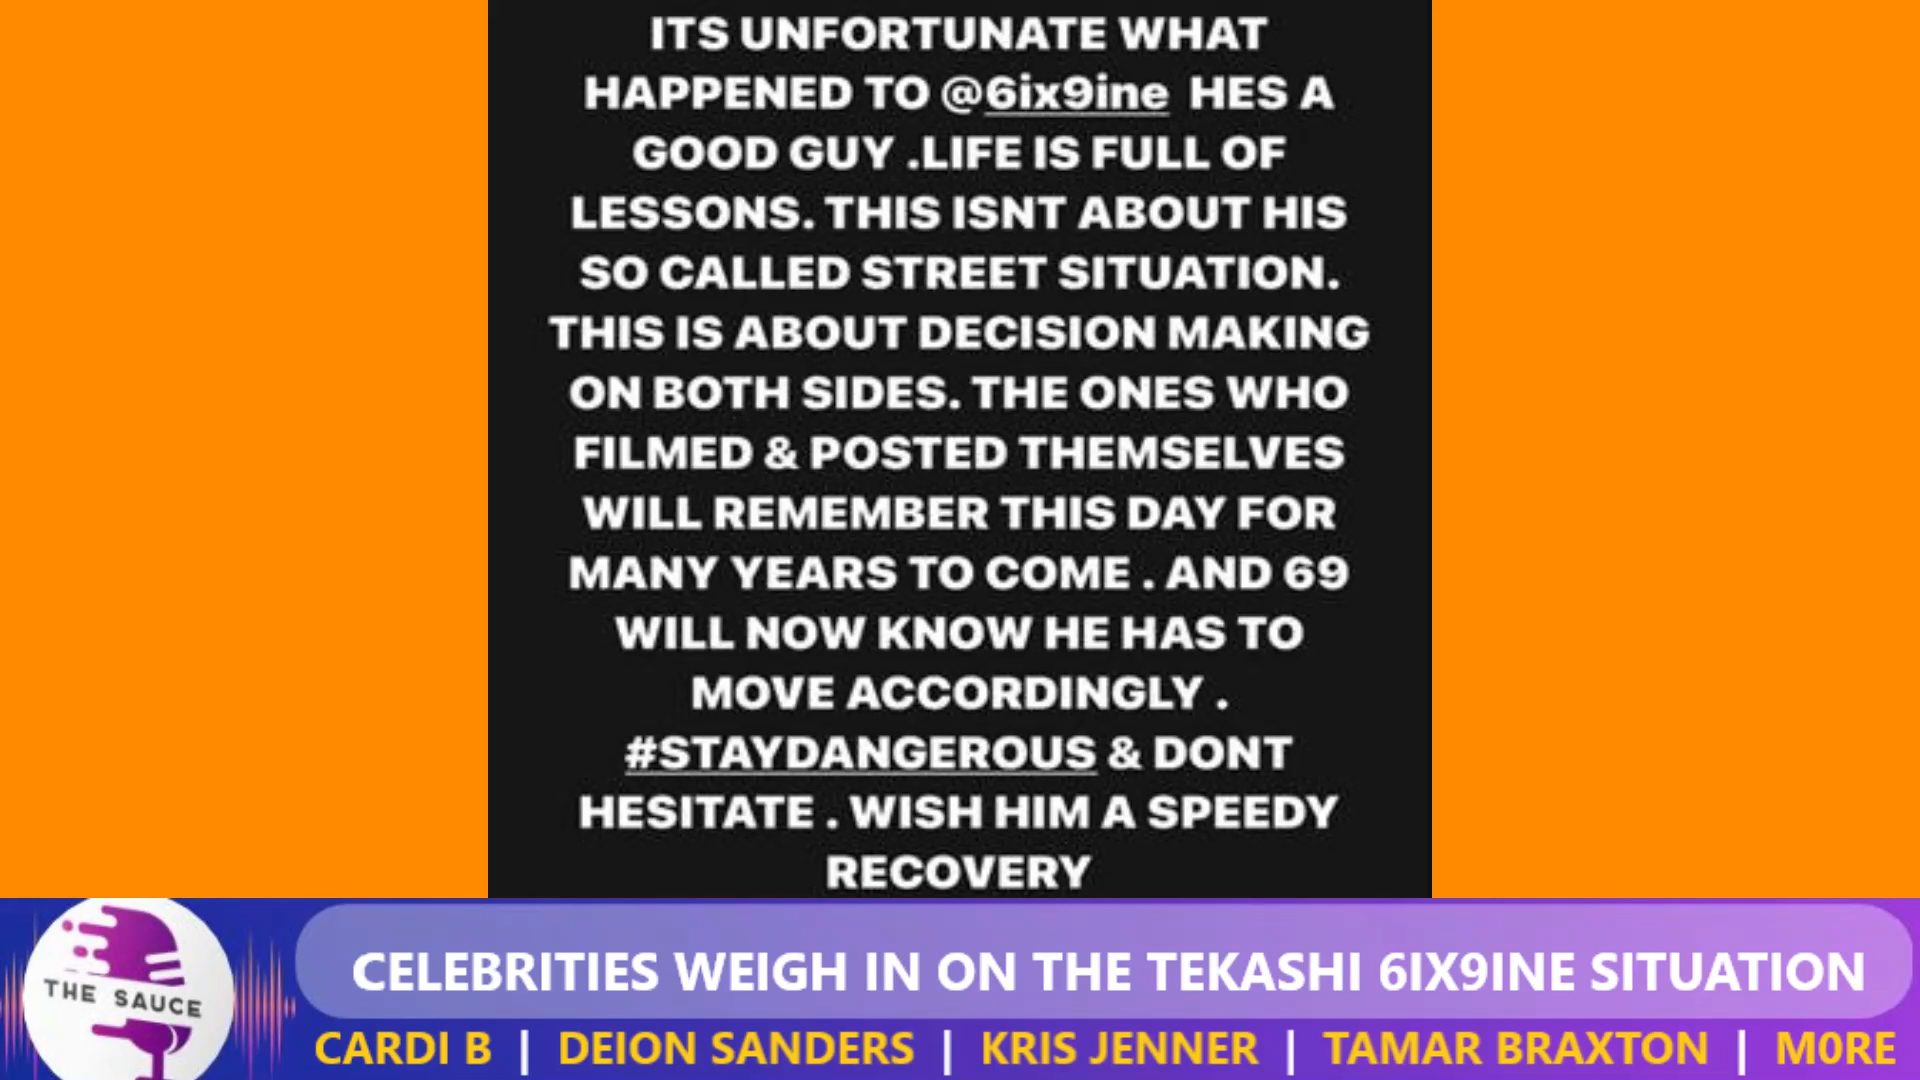 ITS UNFORTUNATE WHAT
HAPPENED TO @6ix9ine HES A
GOOD GUY .LIFE IS FULL OF
LESSONS. THIS ISNT ABOUT HIS
SO CALLED STREET SITUATION.
THIS IS ABOUT DECISION MAKING
ON BOTH SIDES. THE ONES WHO
FILMED & POSTED THEMSELVES
WILL REMEMBER THIS DAY FOR
MANY YEARS TO COME . AND 69
WILL NOW KNOW HE HAS TO
MOVE ACCORDINGLY .
#STAYDANGEROUS & DONT
HESITATE . WISH HIM A SPEEDY
RECOVERY
THE SAUCE
CELEBRITIES WEIGH IN ON THE TEKASHI 6IX9INE SITUATION
CARDI B | DEION SANDERS | KRIS JENNER | TAMAR BRAXTON | M0RE